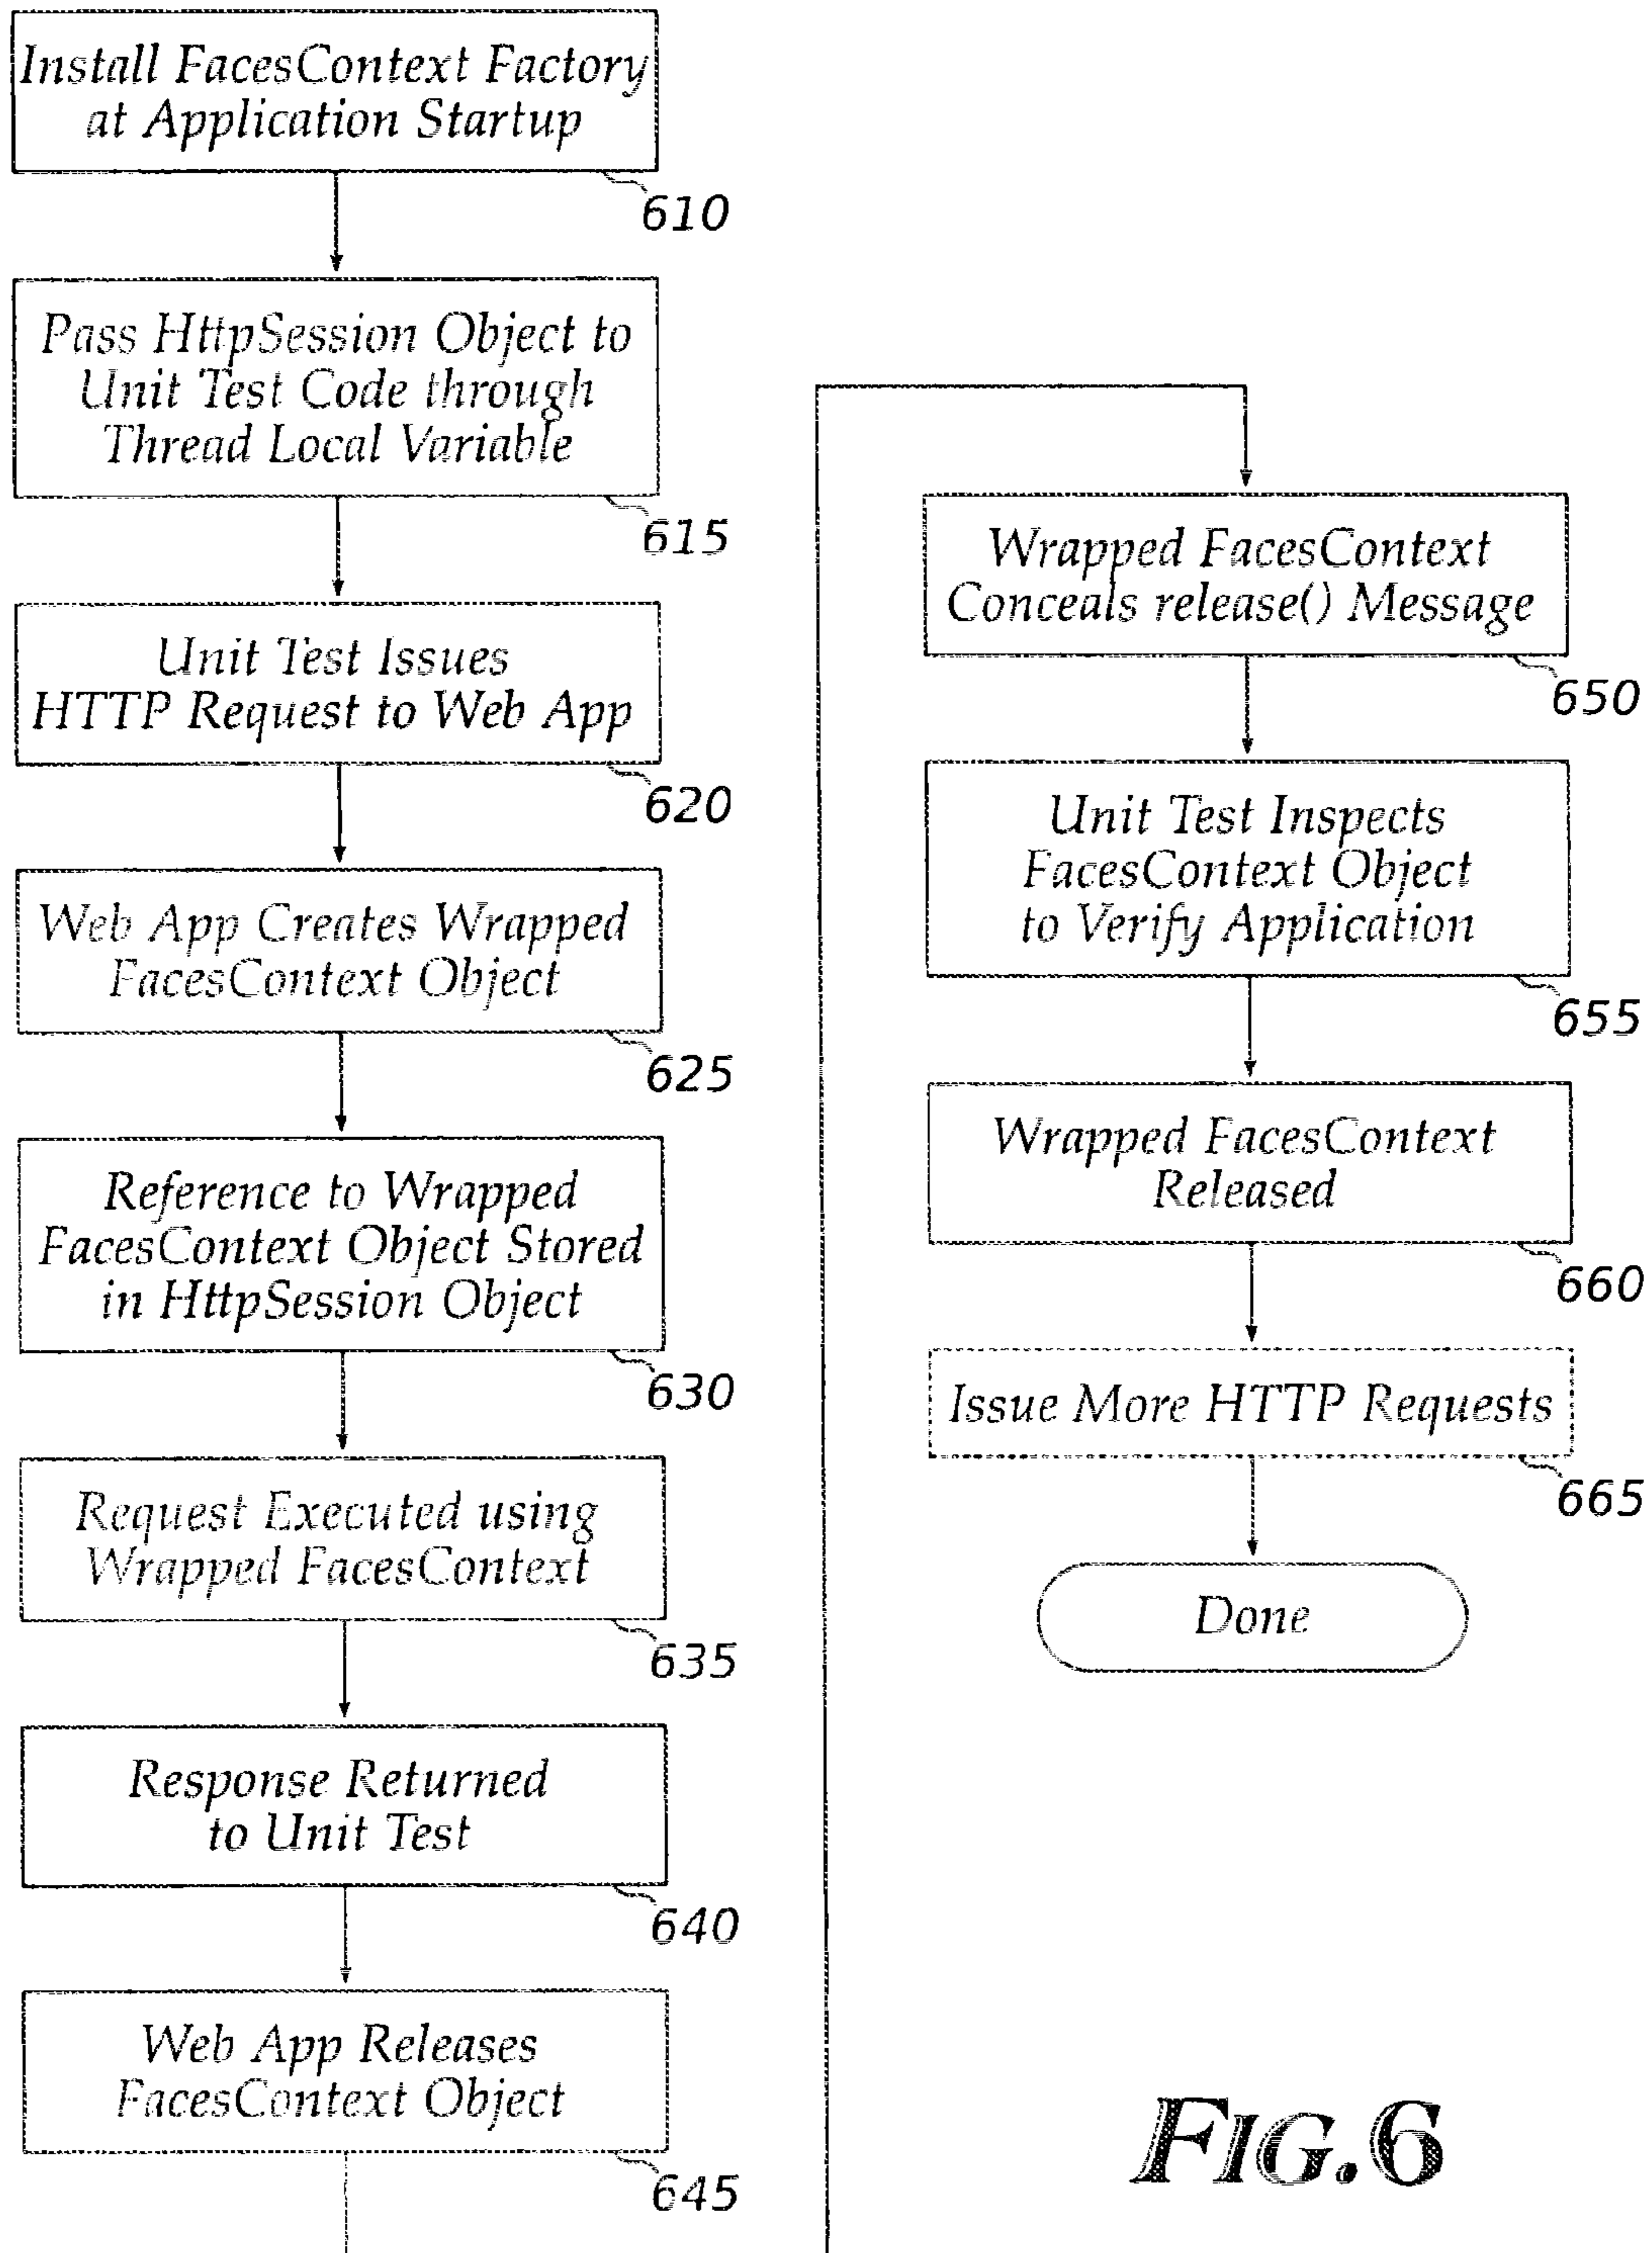 Install FacesContext Factory
at Application Startup
610
Pass HttpSession Object to
Unit Test Code through
Thread Local Variable
615
Unit Test Issues
HTTP Request to Web App
620
Web App Creates Wrapped
FacesContext Object
625
Reference to Wrapped
FacesContext Object Stored
in HttpSession Object
630
Request Executed using
Wrapped FacesContext
635
Response Returned
to Unit Test
640
Web App Releases
FacesContext Object
645
Wrapped FacesContext
Conceals release() Message
650
Unit Test Inspects
FacesContext Object
to Verify Application
655
Wrapped FacesContext
Released
660
Issue More HTTP Requests
665
Done
FIG.6